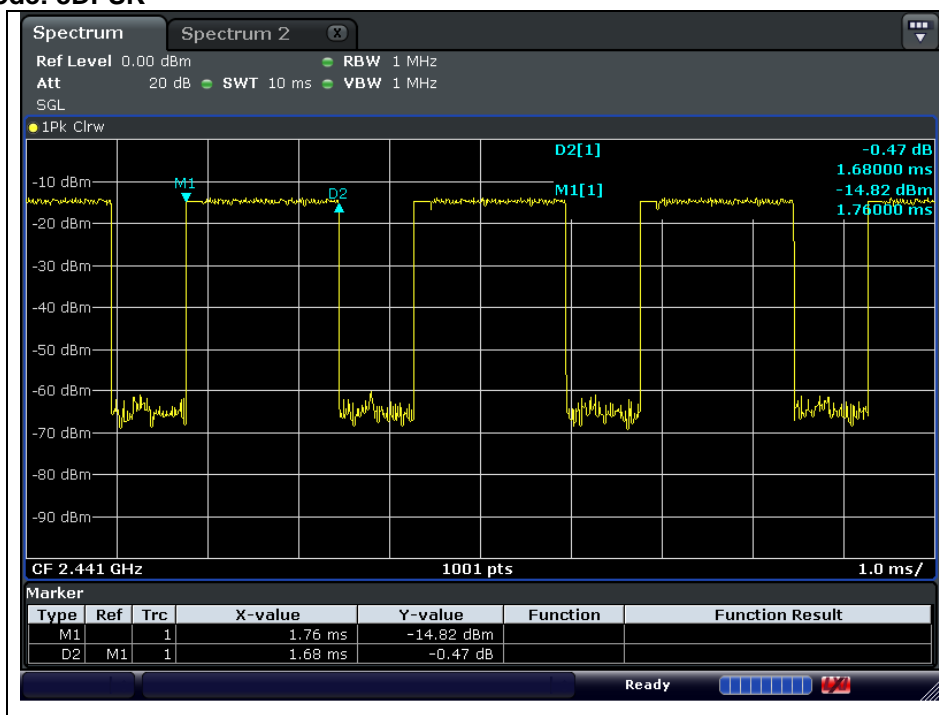 Spectrum Spectrum 2
Ref Level 0.00 dBm RBW 1 MHz
Att 20 dB SWT 10 ms VBW 1 MHz
SGL
1Pk Clrw
D2[1] -0.47 dB
1.68000 ms
M1[1] -14.82 dBm
1.76000 ms
M1
D2
-10 dBm
-20 dBm
-30 dBm
-40 dBm
-50 dBm
-60 dBm
-70 dBm
-80 dBm
-90 dBm
CF 2.441 GHz 1001 pts 1.0 ms/
Marker
Type Ref Trc X-value Y-value Function Function Result
M1 1 1.76 ms -14.82 dBm
D2 M1 1 1.68 ms -0.47 dB
Ready